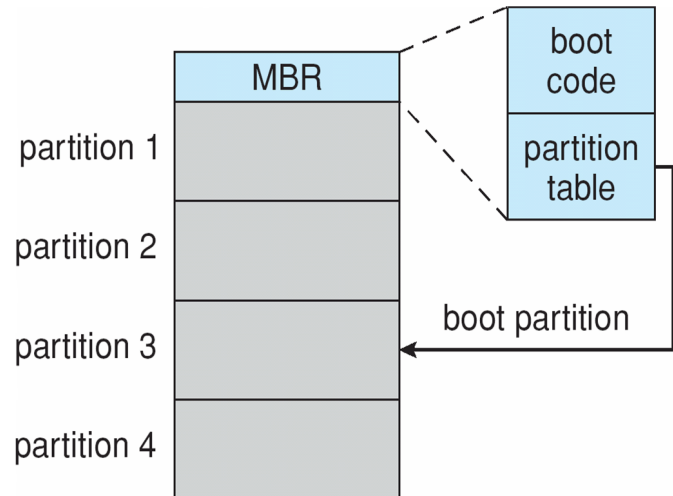 boot
code
MBR
partition 1
partition
table
partition 2
boot partition
partition 3
partition 4